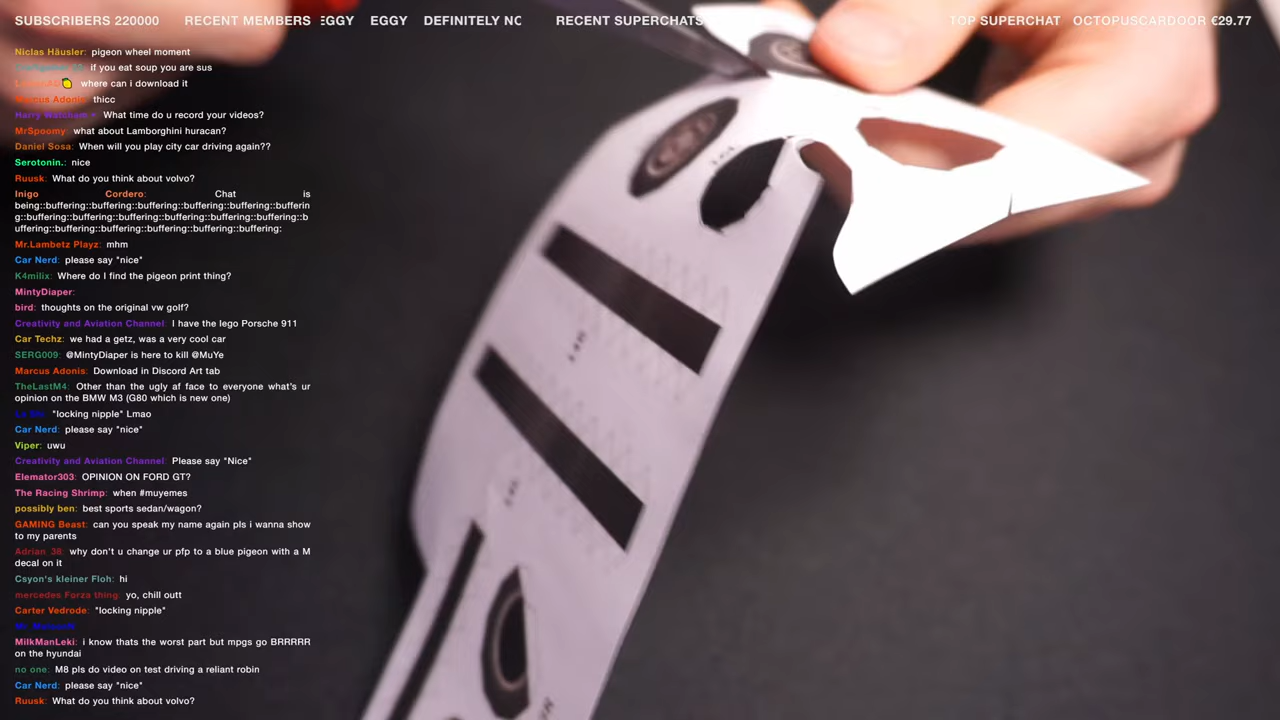 SUBSCRIBERS 220000 RECENT MEMBERS EGGY EGGY DEFINITELY NO RECENT SUPERCHATS TOP SUPERCHAT OCTOPUSCARDOOR €29.77
Niclas Häusler: pigeon wheel moment
if you eat soup you are sus
where can i download it
Marcus Adonis: thicc
What time do u record your videos?
MrSpoomy: what about Lamborghini huracan?
Daniel Sosa: When will you play city car driving again??
Serotonin.: nice
Ruusk: What do you think about volvo?
Inigo Cordero: Chat is
being::buffering::buffering::buffering::buffering::buffering::bufferin
g::buffering::buffering::buffering::buffering::buffering::buffering::b
uffering::buffering::buffering::buffering::buffering::buffering:
Mr.Lambetz Playz: mhm
Car Nerd: please say "nice"
K4milix: Where do I find the pigeon print thing?
MintyDiaper:
bird: thoughts on the original vw golf?
Creativity and Aviation Channel: I have the lego Porsche 911
Car Techz: we had a getz, was a very cool car
SERG009: @MintyDiaper is here to kill @MuYe
Marcus Adonis: Download in Discord Art tab
TheLastM4: Other than the ugly af face to everyone what's ur
opinion on the BMW M3 (G80 which is new one)
"locking nipple" Lmao
Car Nerd: please say "nice"
Viper: uwu
Creativity and Aviation Channel: Please say "Nice"
Elemator303: OPINION ON FORD GT?
The Racing Shrimp: when #muyemes
possibly ben: best sports sedan/wagon?
GAMING Beast: can you speak my name again pls i wanna show
to my parents
Adrian 38: why don't u change ur pfp to a blue pigeon with a M
decal on it
Csyon's kleiner Floh: hi
mercedes Forza thing: yo, chill outt
Carter Vedrode: "locking nipple"
MilkManLeki: i know thats the worst part but mpgs go BRRRRR
on the hyundai
no one: M8 pls do video on test driving a reliant robin
Car Nerd: please say "nice"
Ruusk: What do you think about volvo?